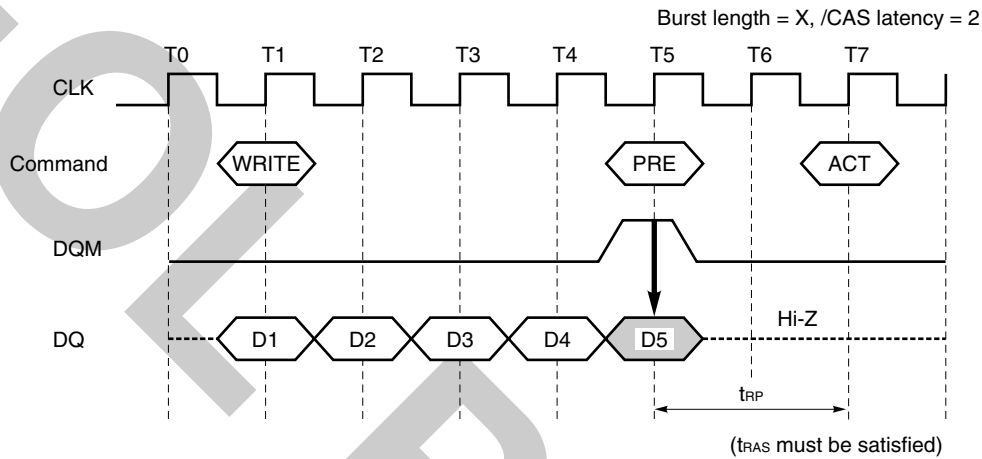 Burst length = X, /CAS latency = 2
T0 T1 T2 T3 T4 T5 T6 T7
CLK
Command WRITE PRE ACT
DQM
DQ D1 D2 D3 D4 D5 Hi-Z
tRP
(tRAS must be satisfied)